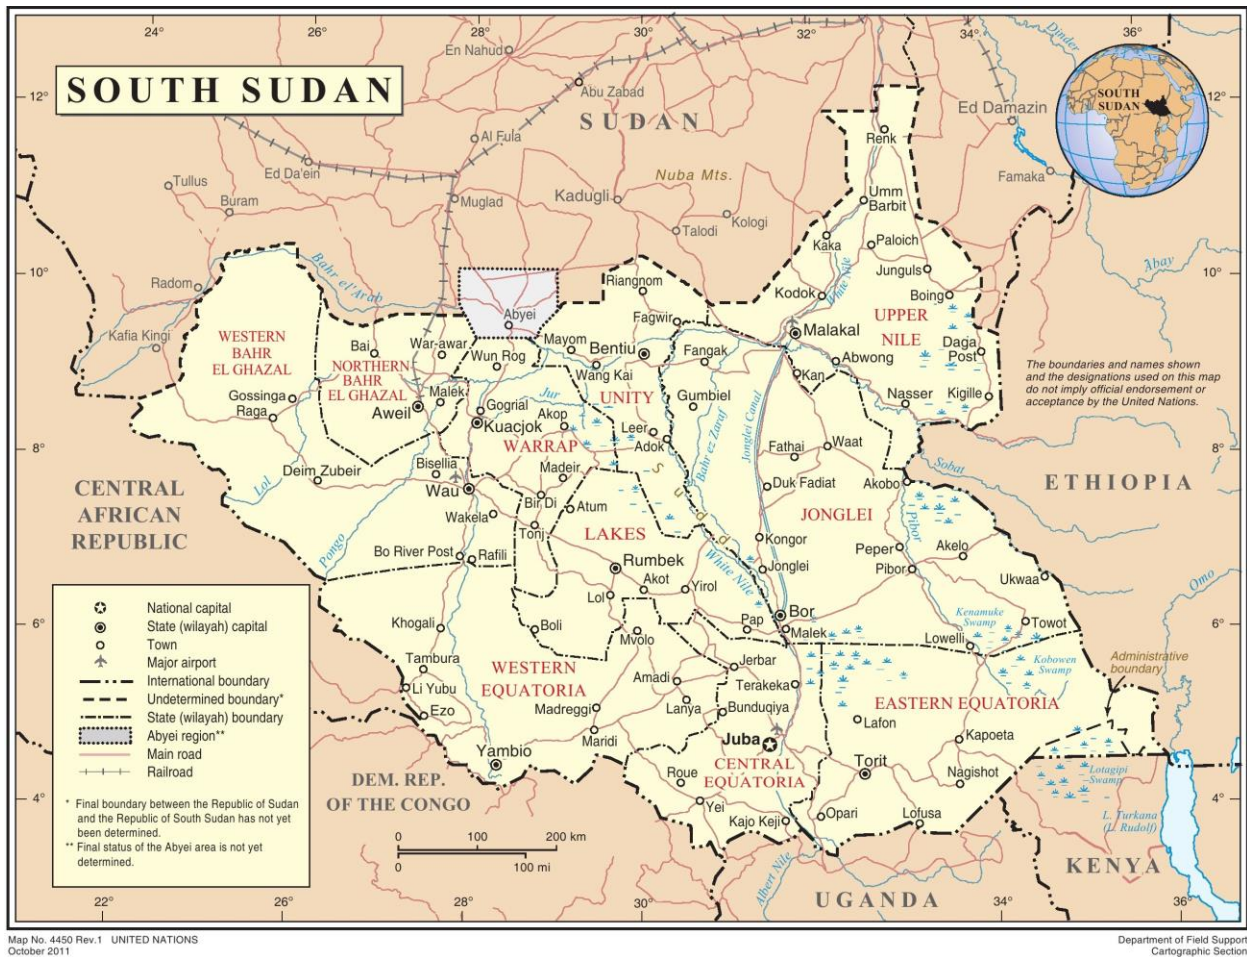 24°
26°
28°
30°
32°
34°
36°
SOUTH SUDAN
En Nahud
Dinder
12°
Abu Zabad
SUDAN
Ed Damazin
SOUTH
SUDAN
12°
Al Fula
Renk
Ed Da'ein
Tullus
Nuba Mts.
Famaka
Buram
Muglad
Kadugli
Kologi
Umm
Barbit
Talodi
Kaka
Paloich
Abay
10°
Bahr el'Arab
Radom
Riangnom
Junguls
10°
Kodok
White Nile
Boing
Abyei
Fagwir
Malakal
UPPER
NILE
Kafia Kingi
WESTERN
BAHR
EL GHAZAL
Bai
War-awar
Mayom
Bentiu
Daga
Post
Wun Rog
Fangak
Abwong
The boundaries and names shown
and the designations used on this map
do not imply official endorsement or
acceptance by the United Nations.
NORTHERN
BAHR
EL GHAZAL
Wang Kai
Kan
Gossinga
Malek
Jur
UNITY
Gumbiel
Nasser
Kigille
Raga
Aweil
Gogrial
Akop
Jonglei Canal
Kuacjok
Leer
Bahr ez Zaraf
8°
WARRAP
Adok
Fathai
Waat
8°
Deim Zubeir
Bisellia
Madeir
Sudd
Sobat
Lol
Wau
Bir Di
Duk Fadiat
Akobo
ETHIOPIA
CENTRAL
AFRICAN
REPUBLIC
Wakela
Atum
JONGLEI
Pibor
Pongo
Tonj
LAKES
Kongor
Peper
Akelo
Bo River Post
Rafili
Rumbek
White Nile
Jonglei
Pibor
Ukwaa
Omo
Akot
Yirol
Lol
National capital
State (wilayah) capital
Town
Major airport
International boundary
Undetermined boundary*
State (wilayah) boundary
Abyei region**
Main road
Railroad
* Final boundary between the Republic of Sudan
and the Republic of South Sudan has not yet
been determined.
** Final status of the Abyei area is not yet
determined.
Bor
Kenamuke
Swamp
6°
Khogali
Boli
Pap
Malek
Towot
6°
Mvolo
Lowelli
Tambura
WESTERN
EQUATORIA
Jerbar
Kobowen
Swamp
Administrative
boundary
Li Yubu
Amadi
Terakeka
EASTERN EQUATORIA
Ezo
Madreggi
Lanya
Bunduqiya
Lafon
Maridi
Juba
Kapoeta
Yambio
CENTRAL
EQUATORIA
Torit
DEM. REP.
OF THE CONGO
Roue
Nagishot
Lotagipi
Swamp
4°
Yei
Kajo Keji
Opari
Lofusa
4°
L. Turkana
(L. Rudolf)
0
100
200 km
0
100 mi
Albert Nile
UGANDA
KENYA
22°
26°
28°
30°
32°
34°
36°
Map No. 4450 Rev.1 UNITED NATIONS
October 2011
Department of Field Support
Cartographic Section